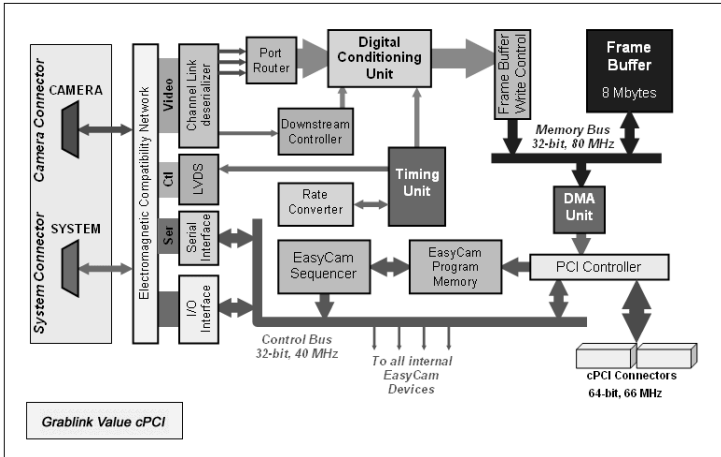 Camera Connector
CAMERA
System Connector
SYSTEM
Electromagnetic Compatibility Network
Video
Ctl
Ser
Channel Link
deserializer
LVDS
Serial
Interface
I/O
Interface
Port
Router
Digital
Conditioning
Unit
Downstream
Controller
Rate
Converter
Timing
Unit
Frame Buffer
Write Control
Frame
Buffer
8 Mbytes
Memory Bus
32-bit, 80 MHz
DMA
Unit
EasyCam
Sequencer
EasyCam
Program
Memory
PCI Controller
Control Bus
32-bit, 40 MHz
To all internal
EasyCam
Devices
cPCI Connectors
64-bit, 66 MHz
Grablink Value cPCI